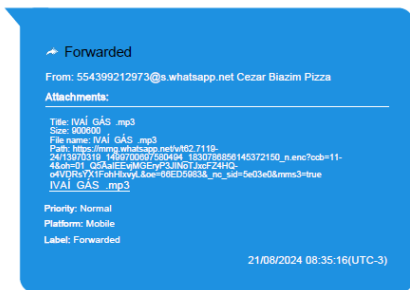 Forwarded
From: 554399212973@s.whatsapp.net Cezar Biazim Pizza
Attachments:
Title: IVAÍ  GÁS  .mp3
Size: 900600
File name: IVAÍ  GÁS  .mp3
Path: https://mmg.whatsapp.net/v/t62.7119-
24/13970319_1499700697580494_1830786856145372150_n.enc?ccb=11-
4&oh=01_Q5AaIEEvjMGEryP3JINoTJxcFZ4HQ-
o4VDRsYX1FohHlxvyL&oe=66ED5983&_nc_sid=5e03e0&mms3=true
IVAÍ  GÁS  .mp3
Priority: Normal
Platform: Mobile
Label: Forwarded
21/08/2024 08:35:16(UTC-3)